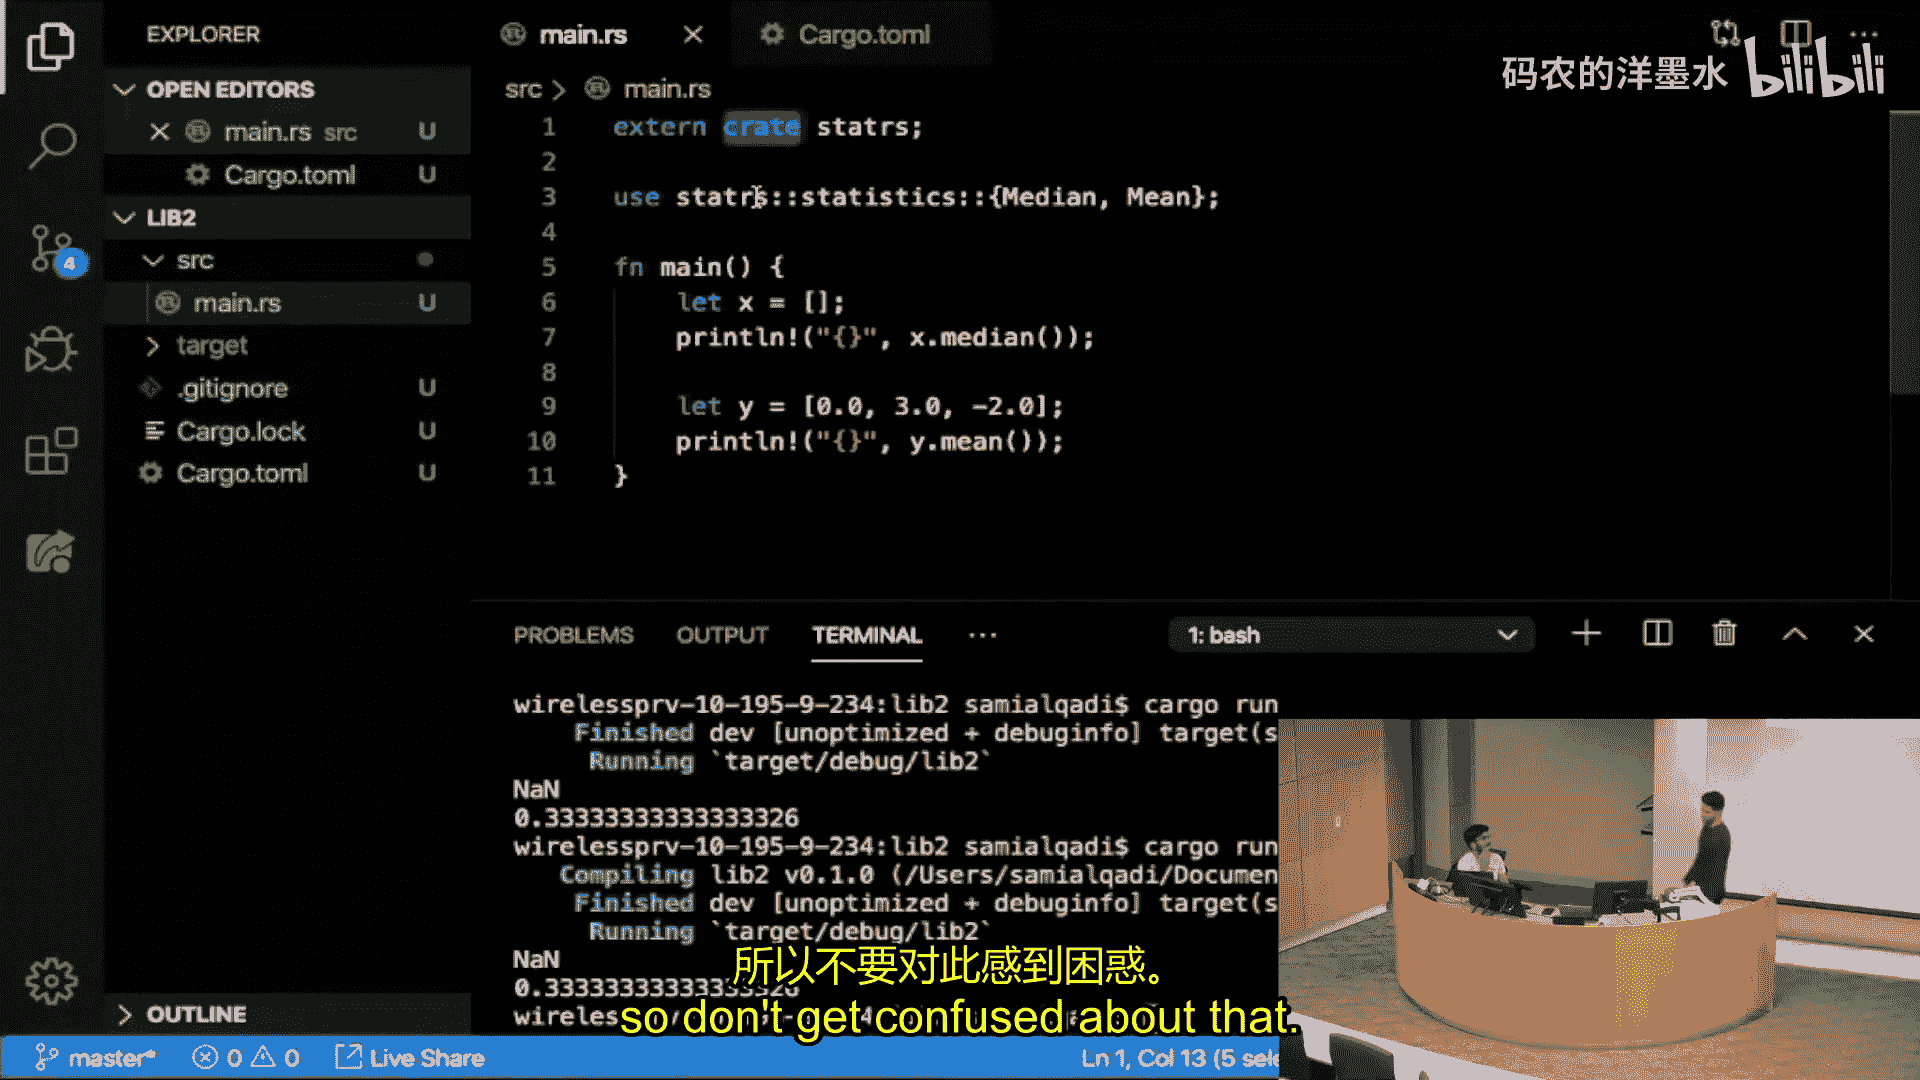 EXPLORER
OPEN EDITORS
main.rs src U
Cargo.toml U
LIB2
src
main.rs U
target
.gitignore U
Cargo.lock U
Cargo.toml U
OUTLINE
4
main.rs
Cargo.toml
码农的洋墨水 bilibili
src > main.rs
1 extern crate statrs;
2
3 use statrs::statistics::{Median, Mean};
4
5 fn main() {
6 let x = [];
7 println!("{}", x.median());
8
9 let y = [0.0, 3.0, -2.0];
10 println!("{}", y.mean());
11 }
PROBLEMS OUTPUT TERMINAL ... 1: bash
wirelessprv-10-195-9-234:lib2 samialqadi$ cargo run
Finished dev [unoptimized + debuginfo] target(s
Running `target/debug/lib2`
NaN
0.33333333333333326
wirelessprv-10-195-9-234:lib2 samialqadi$ cargo run
Compiling lib2 v0.1.0 (/Users/samialqadi/Documen
Finished dev [unoptimized + debuginfo] target(s
Running `target/debug/lib2`
NaN
所以不要对此感到困惑。
so don't get confused about that.
master* 0 0 Live Share Ln 1, Col 13 (5 sele